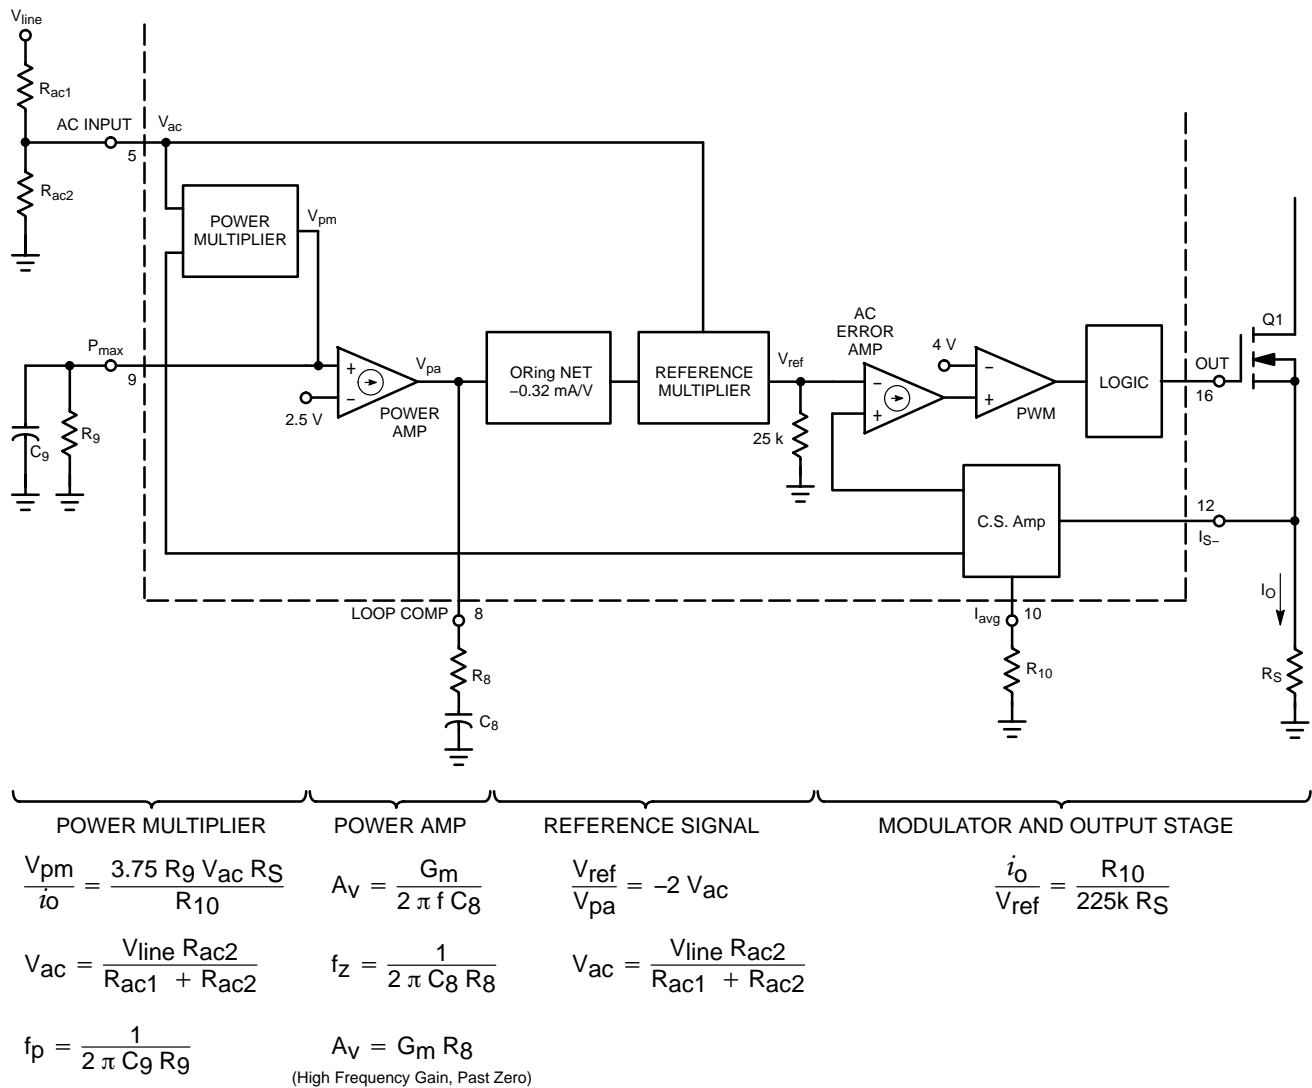 Vline
Rac1
AC INPUT
5
Vac
Rac2
POWER
MULTIPLIER
Vpm
Pmax
9
C9
R9
2.5 V
+
−
POWER
AMP
Vpa
ORing NET
−0.32 mA/V
REFERENCE
MULTIPLIER
Vref
25 k
AC
ERROR
AMP
−
+
4 V
−
+
PWM
LOGIC
OUT
16
Q1
C.S. Amp
12
IS−
IO
RS
LOOP COMP
8
R8
C8
Iavg
10
R10
POWER MULTIPLIER
POWER AMP
REFERENCE SIGNAL
MODULATOR AND OUTPUT STAGE
Vpm / io = 3.75 R9 Vac RS / R10
Av = Gm / 2 π f C8
Vref / Vpa = −2 Vac
io / Vref = R10 / 225k RS
Vac = Vline Rac2 / Rac1 + Rac2
fz = 1 / 2 π C8 R8
Vac = Vline Rac2 / Rac1 + Rac2
fp = 1 / 2 π C9 R9
Av = Gm R8
(High Frequency Gain, Past Zero)